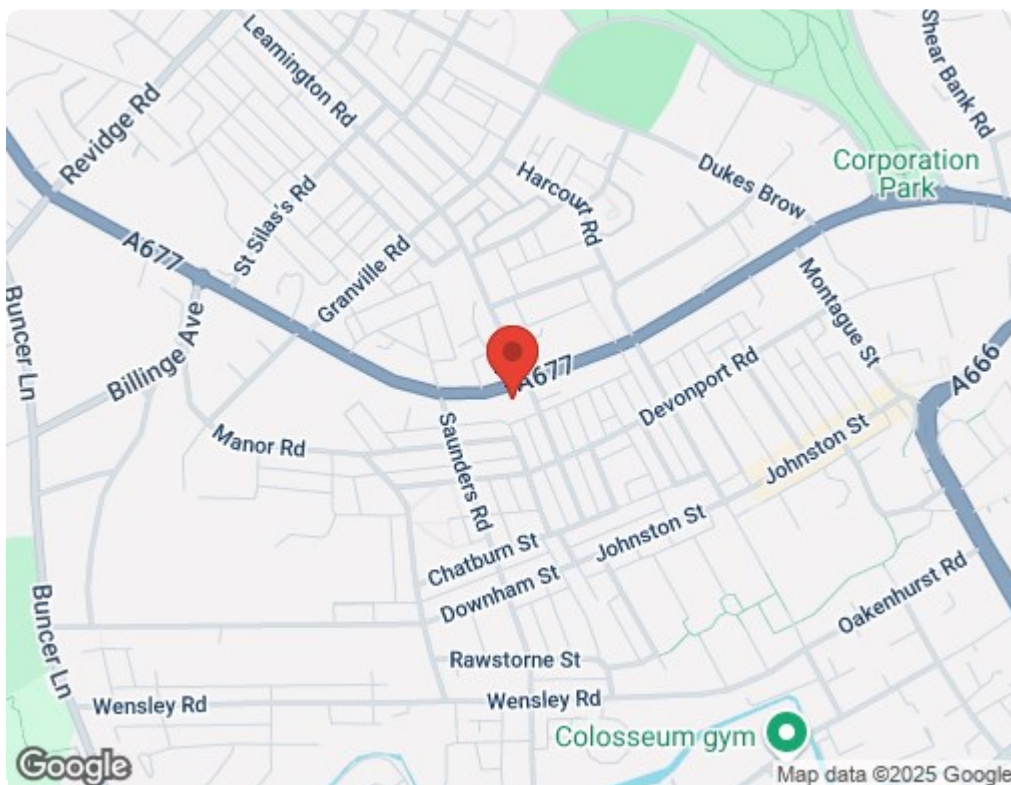 Leamington Rd
Shear Bank Rd
Revidge Rd
Corporation
Park
Dukes Brow
Harcourt Rd
St Silas's Rd
A677
Granville Rd
Montague St
Buncer Ln
Billinge Ave
A677
A666
Devonport Rd
Saunders Rd
Manor Rd
Johnston St
Johnston St
Chatburn St
Downham St
Oakenhurst Rd
Buncer Ln
Rawstorne St
Wensley Rd
Wensley Rd
Colosseum gym
Google
Map data ©2025 Google